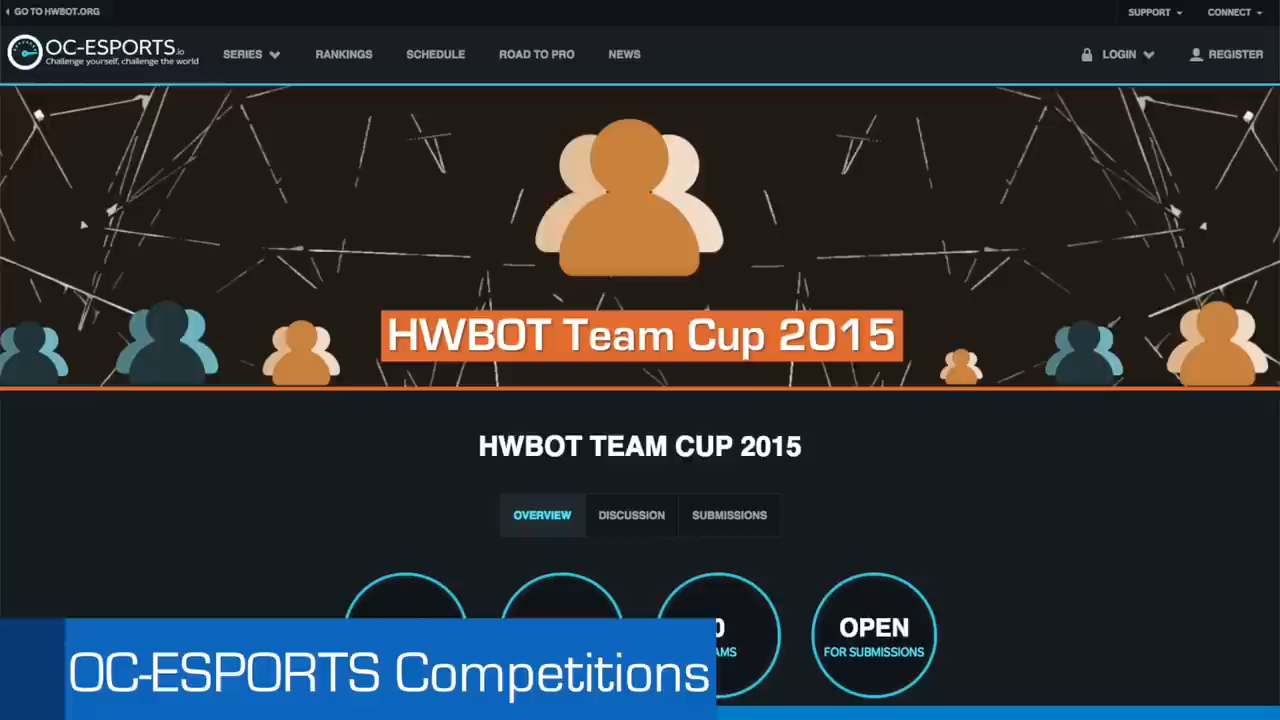 GO TO HWBOT.ORG
SUPPORT
CONNECT
OC-ESPORTS.io
Challenge yourself, challenge the world
SERIES
RANKINGS
SCHEDULE
ROAD TO PRO
NEWS
LOGIN
REGISTER
HWBOT Team Cup 2015
HWBOT TEAM CUP 2015
OVERVIEW
DISCUSSION
SUBMISSIONS
OPEN
FOR SUBMISSIONS
OC-ESPORTS Competitions